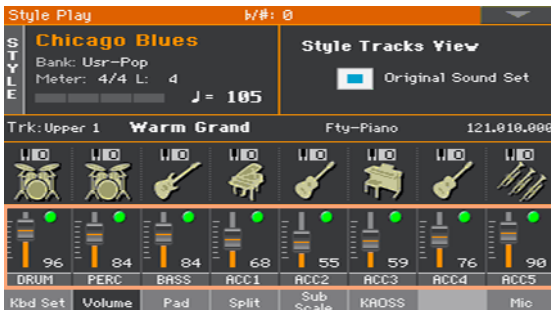 Style Play ♭/#: 0
STYLE
Chicago Blues
Bank: Usr-Pop
Meter: 4/4 L: 4
♩= 105
Style Tracks View
Original Sound Set
Trk:Upper 1 Warm Grand Fty-Piano 121.010.000
96 84 84 68 55 59 76 90
DRUM PERC BASS ACC1 ACC2 ACC3 ACC4 ACC5
Kbd Set Volume Pad Split Sub Scale KAOSS Mic